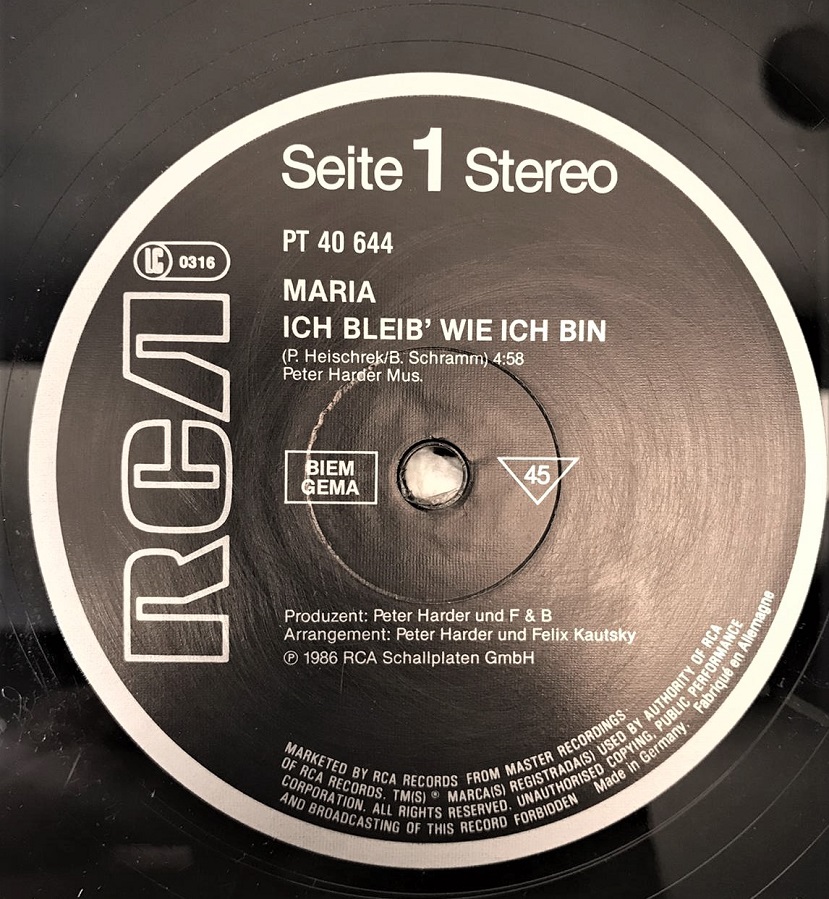 Seite 1 Stereo
PT 40 644
LC 0316
RCA
MARIA
ICH BLEIB' WIE ICH BIN
(P. Heischrek/B. Schramm) 4:58
Peter Harder Mus.
BIEM
GEMA
45
Produzent: Peter Harder und F & B
Arrangement: Peter Harder und Felix Kautsky
℗ 1986 RCA Schallplaten GmbH
MARKETED BY RCA RECORDS FROM MASTER RECORDINGS
OF RCA RECORDS. TM(S) ® MARCA(S) REGISTRADA(S) USED BY AUTHORITY OF RCA
CORPORATION. ALL RIGHTS RESERVED. UNAUTHORISED COPYING, PUBLIC PERFORMANCE
AND BROADCASTING OF THIS RECORD FORBIDDEN Made in Germany. Fabriqué en Allemagne